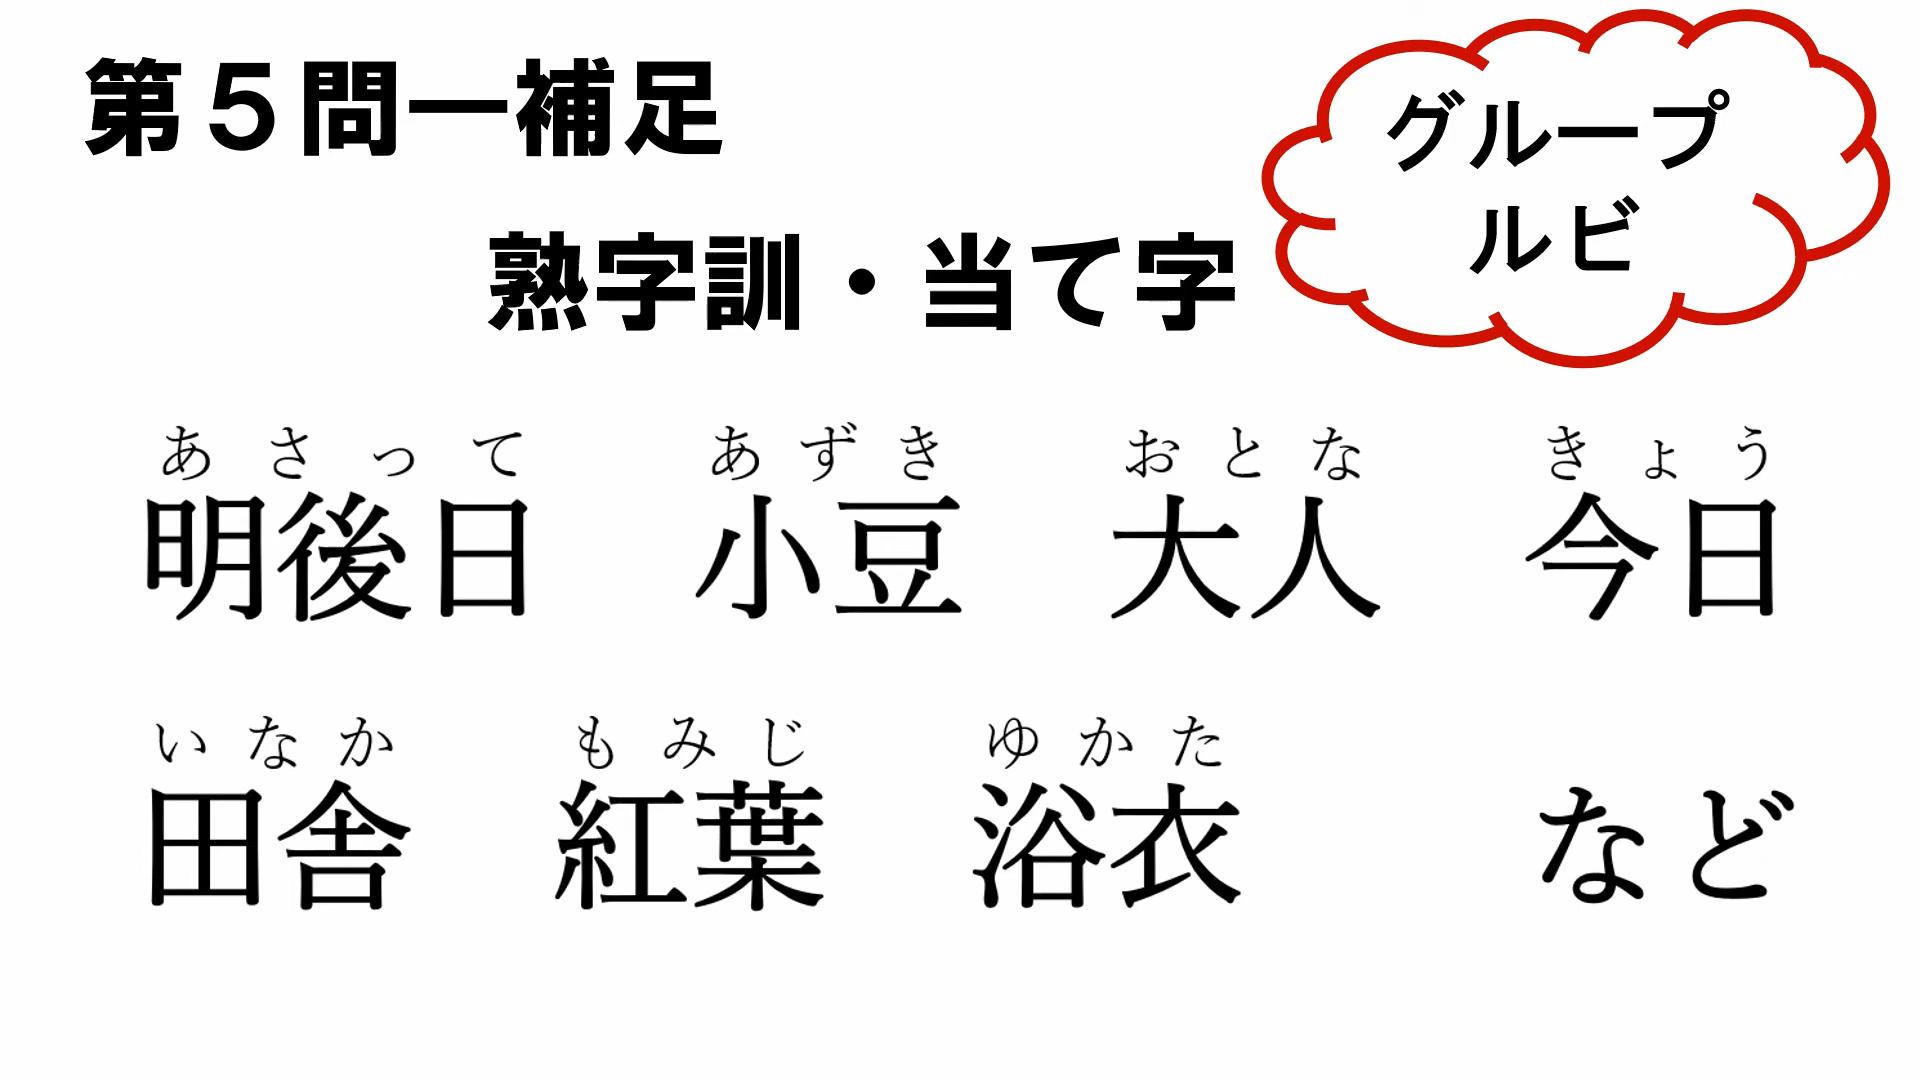 第５問―補足
熟字訓・当て字
グループ
ルビ
あさって あずき おとな きょう
明後日 小豆 大人 今日
いなか もみじ ゆかた
田舎 紅葉 浴衣 など